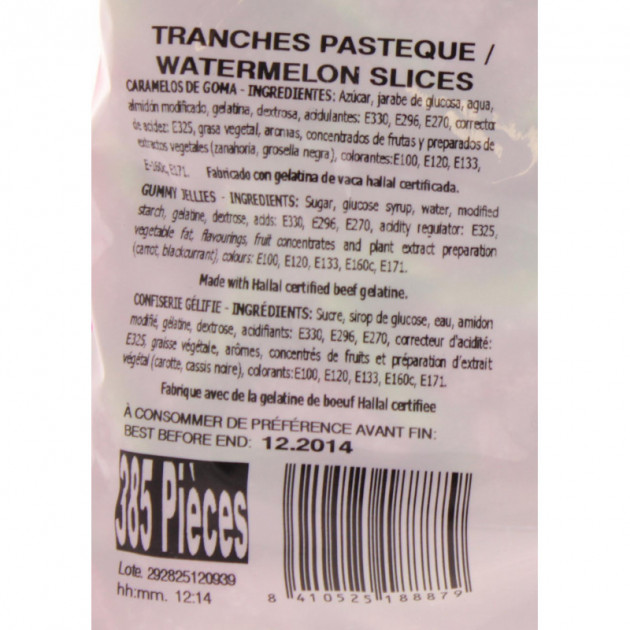 TRANCHES PASTEQUE /
WATERMELON SLICES
CARAMELOS DE GOMA - INGREDIENTES: Azúcar, jarabe de glucosa, agua,
almidón modificado, gelatina, dextrosa, acidulantes: E330, E296, E270, corrector
de acidez: E325, grasa vegetal, aromas, concentrados de frutas y preparados de
extractos vegetales (zanahoria, grosella negra), colorantes:E100, E120, E133,
E-160c, E171. Fabricado con gelatina de vaca hallal certificada.
GUMMY JELLIES - INGREDIENTS: Sugar, glucose syrup, water, modified
starch, gelatine, dextrose, acids: E330, E296, E270, acidity regulator: E325,
vegetable fat, flavourings, fruit concentrates and plant extract preparation
(carrot, blackcurrant), colours: E100, E120, E133, E160c, E171.
Made with Hallal certified beef gelatine.
CONFISERIE GÉLIFIE - INGRÉDIENTS: Sucre, sirop de glucose, eau, amidon
modifié, gélatine, dextrose, acidifiants: E330, E296, E270, correcteur d'acidité:
E325, graisse végétale, arômes, concentrés de fruits et préparation d'extrait
végétal (carotte, cassis noire), colorants:E100, E120, E133, E160c, E171.
Fabrique avec de la gelatine de boeuf Hallal certifiee
À CONSOMMER DE PRÉFÉRENCE AVANT FIN:
BEST BEFORE END: 12.2014
385 Pièces
Lote. 292825120939
hh:mm. 12:14
8 410525 188879